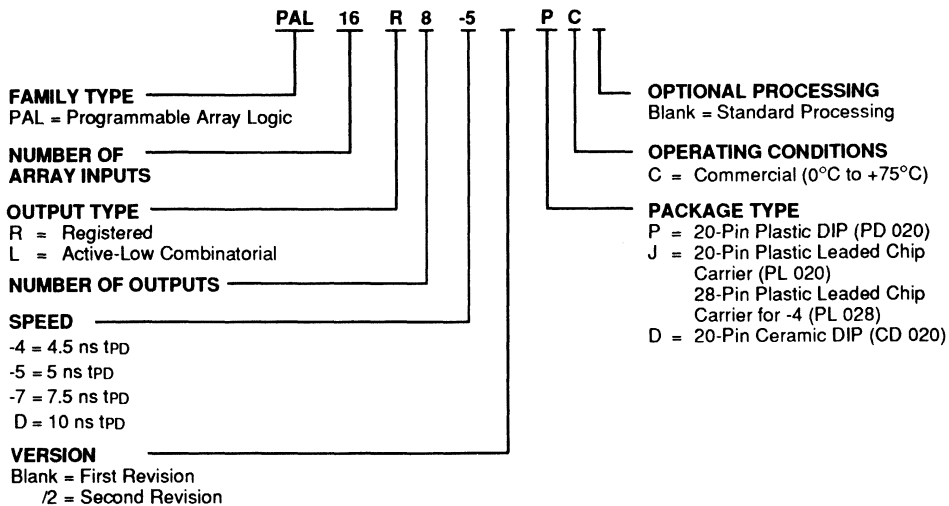 PAL 16 R 8 -5 P C
FAMILY TYPE
PAL = Programmable Array Logic
NUMBER OF
ARRAY INPUTS
OUTPUT TYPE
R = Registered
L = Active-Low Combinatorial
NUMBER OF OUTPUTS
SPEED
-4 = 4.5 ns tPD
-5 = 5 ns tPD
-7 = 7.5 ns tPD
D = 10 ns tPD
VERSION
Blank = First Revision
/2 = Second Revision
OPTIONAL PROCESSING
Blank = Standard Processing
OPERATING CONDITIONS
C = Commercial (0°C to +75°C)
PACKAGE TYPE
P = 20-Pin Plastic DIP (PD 020)
J = 20-Pin Plastic Leaded Chip
Carrier (PL 020)
28-Pin Plastic Leaded Chip
Carrier for -4 (PL 028)
D = 20-Pin Ceramic DIP (CD 020)